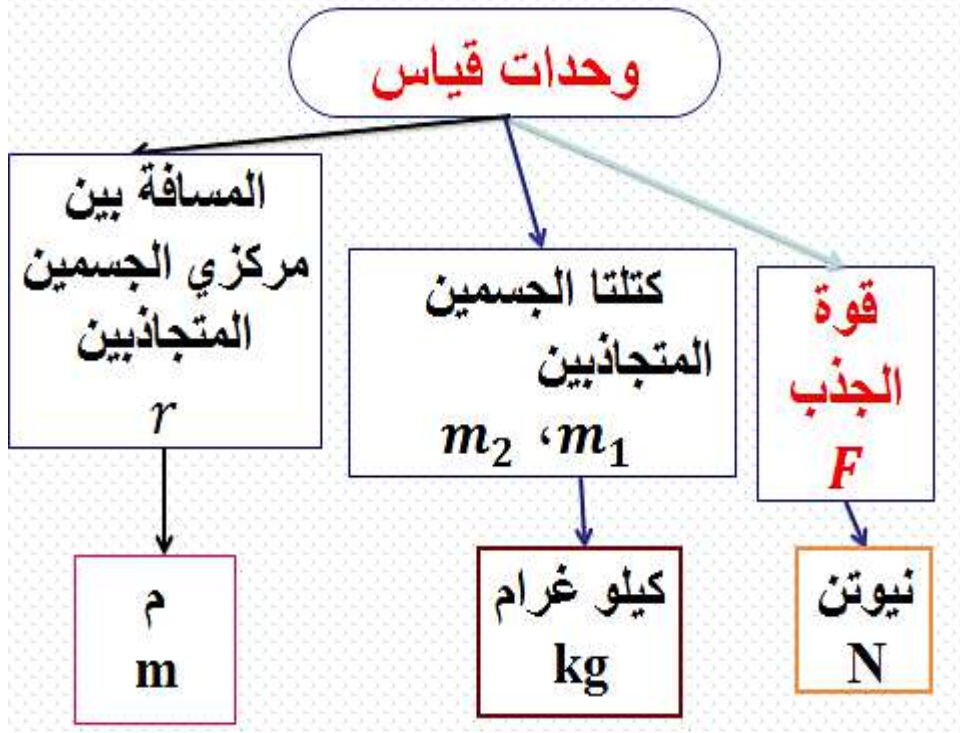 وحدات قياس
قوة
الجذب
F
نيوتن
N
كتلتا الجسمين
المتجاذبين
m₁، m₂
كيلو غرام
kg
المسافة بين
مركزي الجسمين
المتجاذبين
r
م
m